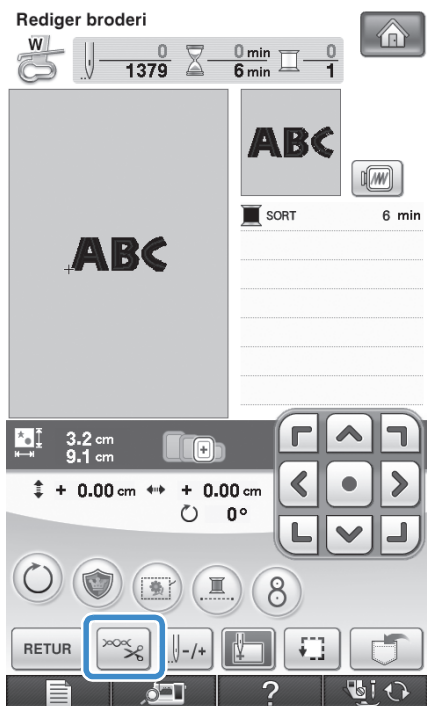 Rediger broderi
W
0 0 min 0
1379 6 min 1
ABC
ABC
SORT 6 min
3.2 cm
9.1 cm
+ 0.00 cm + 0.00 cm
0°
8
RETUR -/+
?